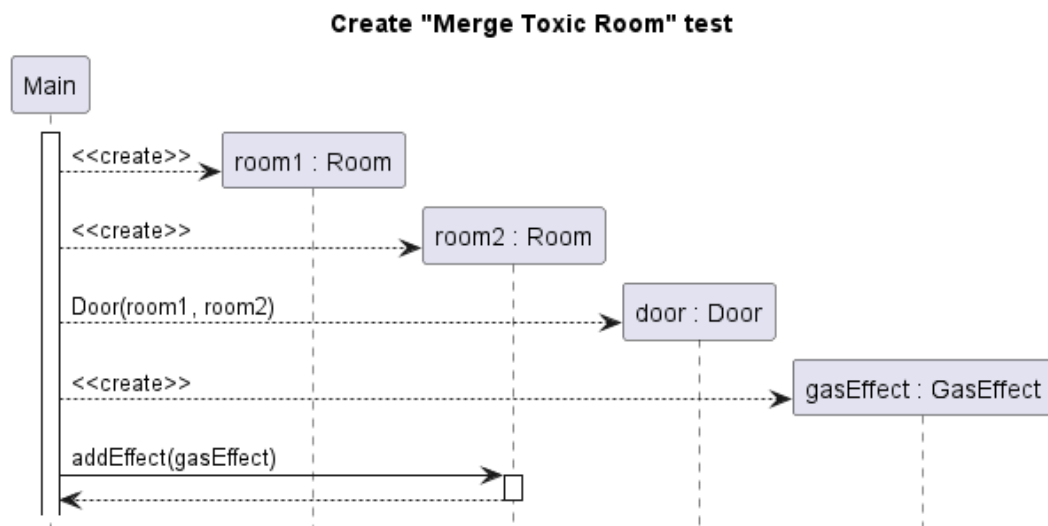 Create "Merge Toxic Room" test
Main
<<create>>
room1 : Room
<<create>>
room2 : Room
Door(room1, room2)
door : Door
<<create>>
gasEffect : GasEffect
addEffect(gasEffect)